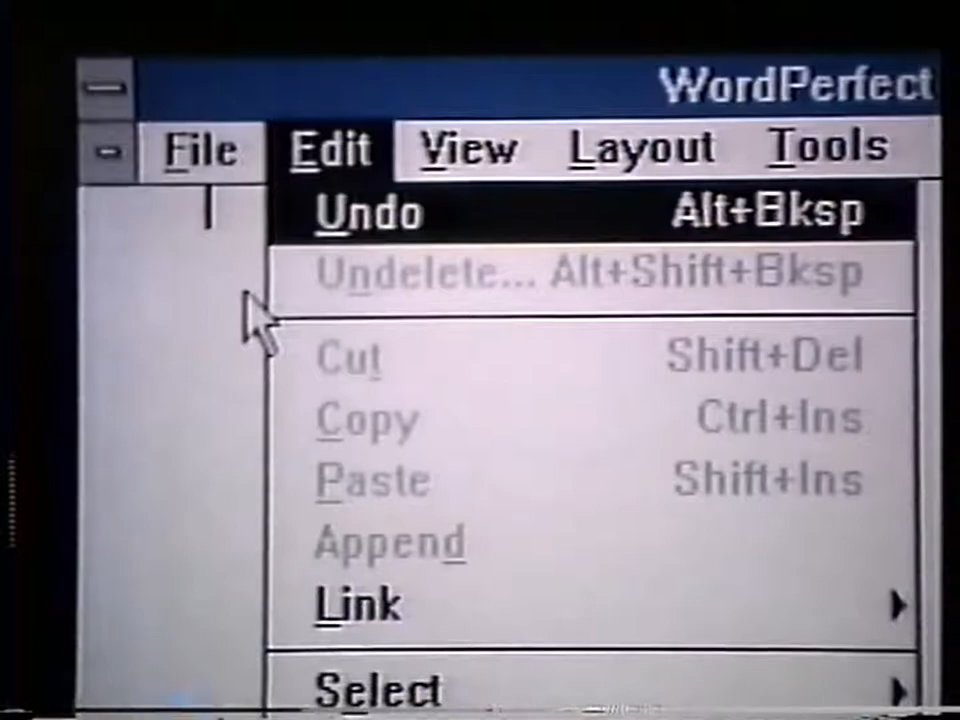 WordPerfect
File Edit View Layout Tools
Undo Alt+Bksp
Undelete... Alt+Shift+Bksp
Cut Shift+Del
Copy Ctrl+Ins
Paste Shift+Ins
Append
Link
Select